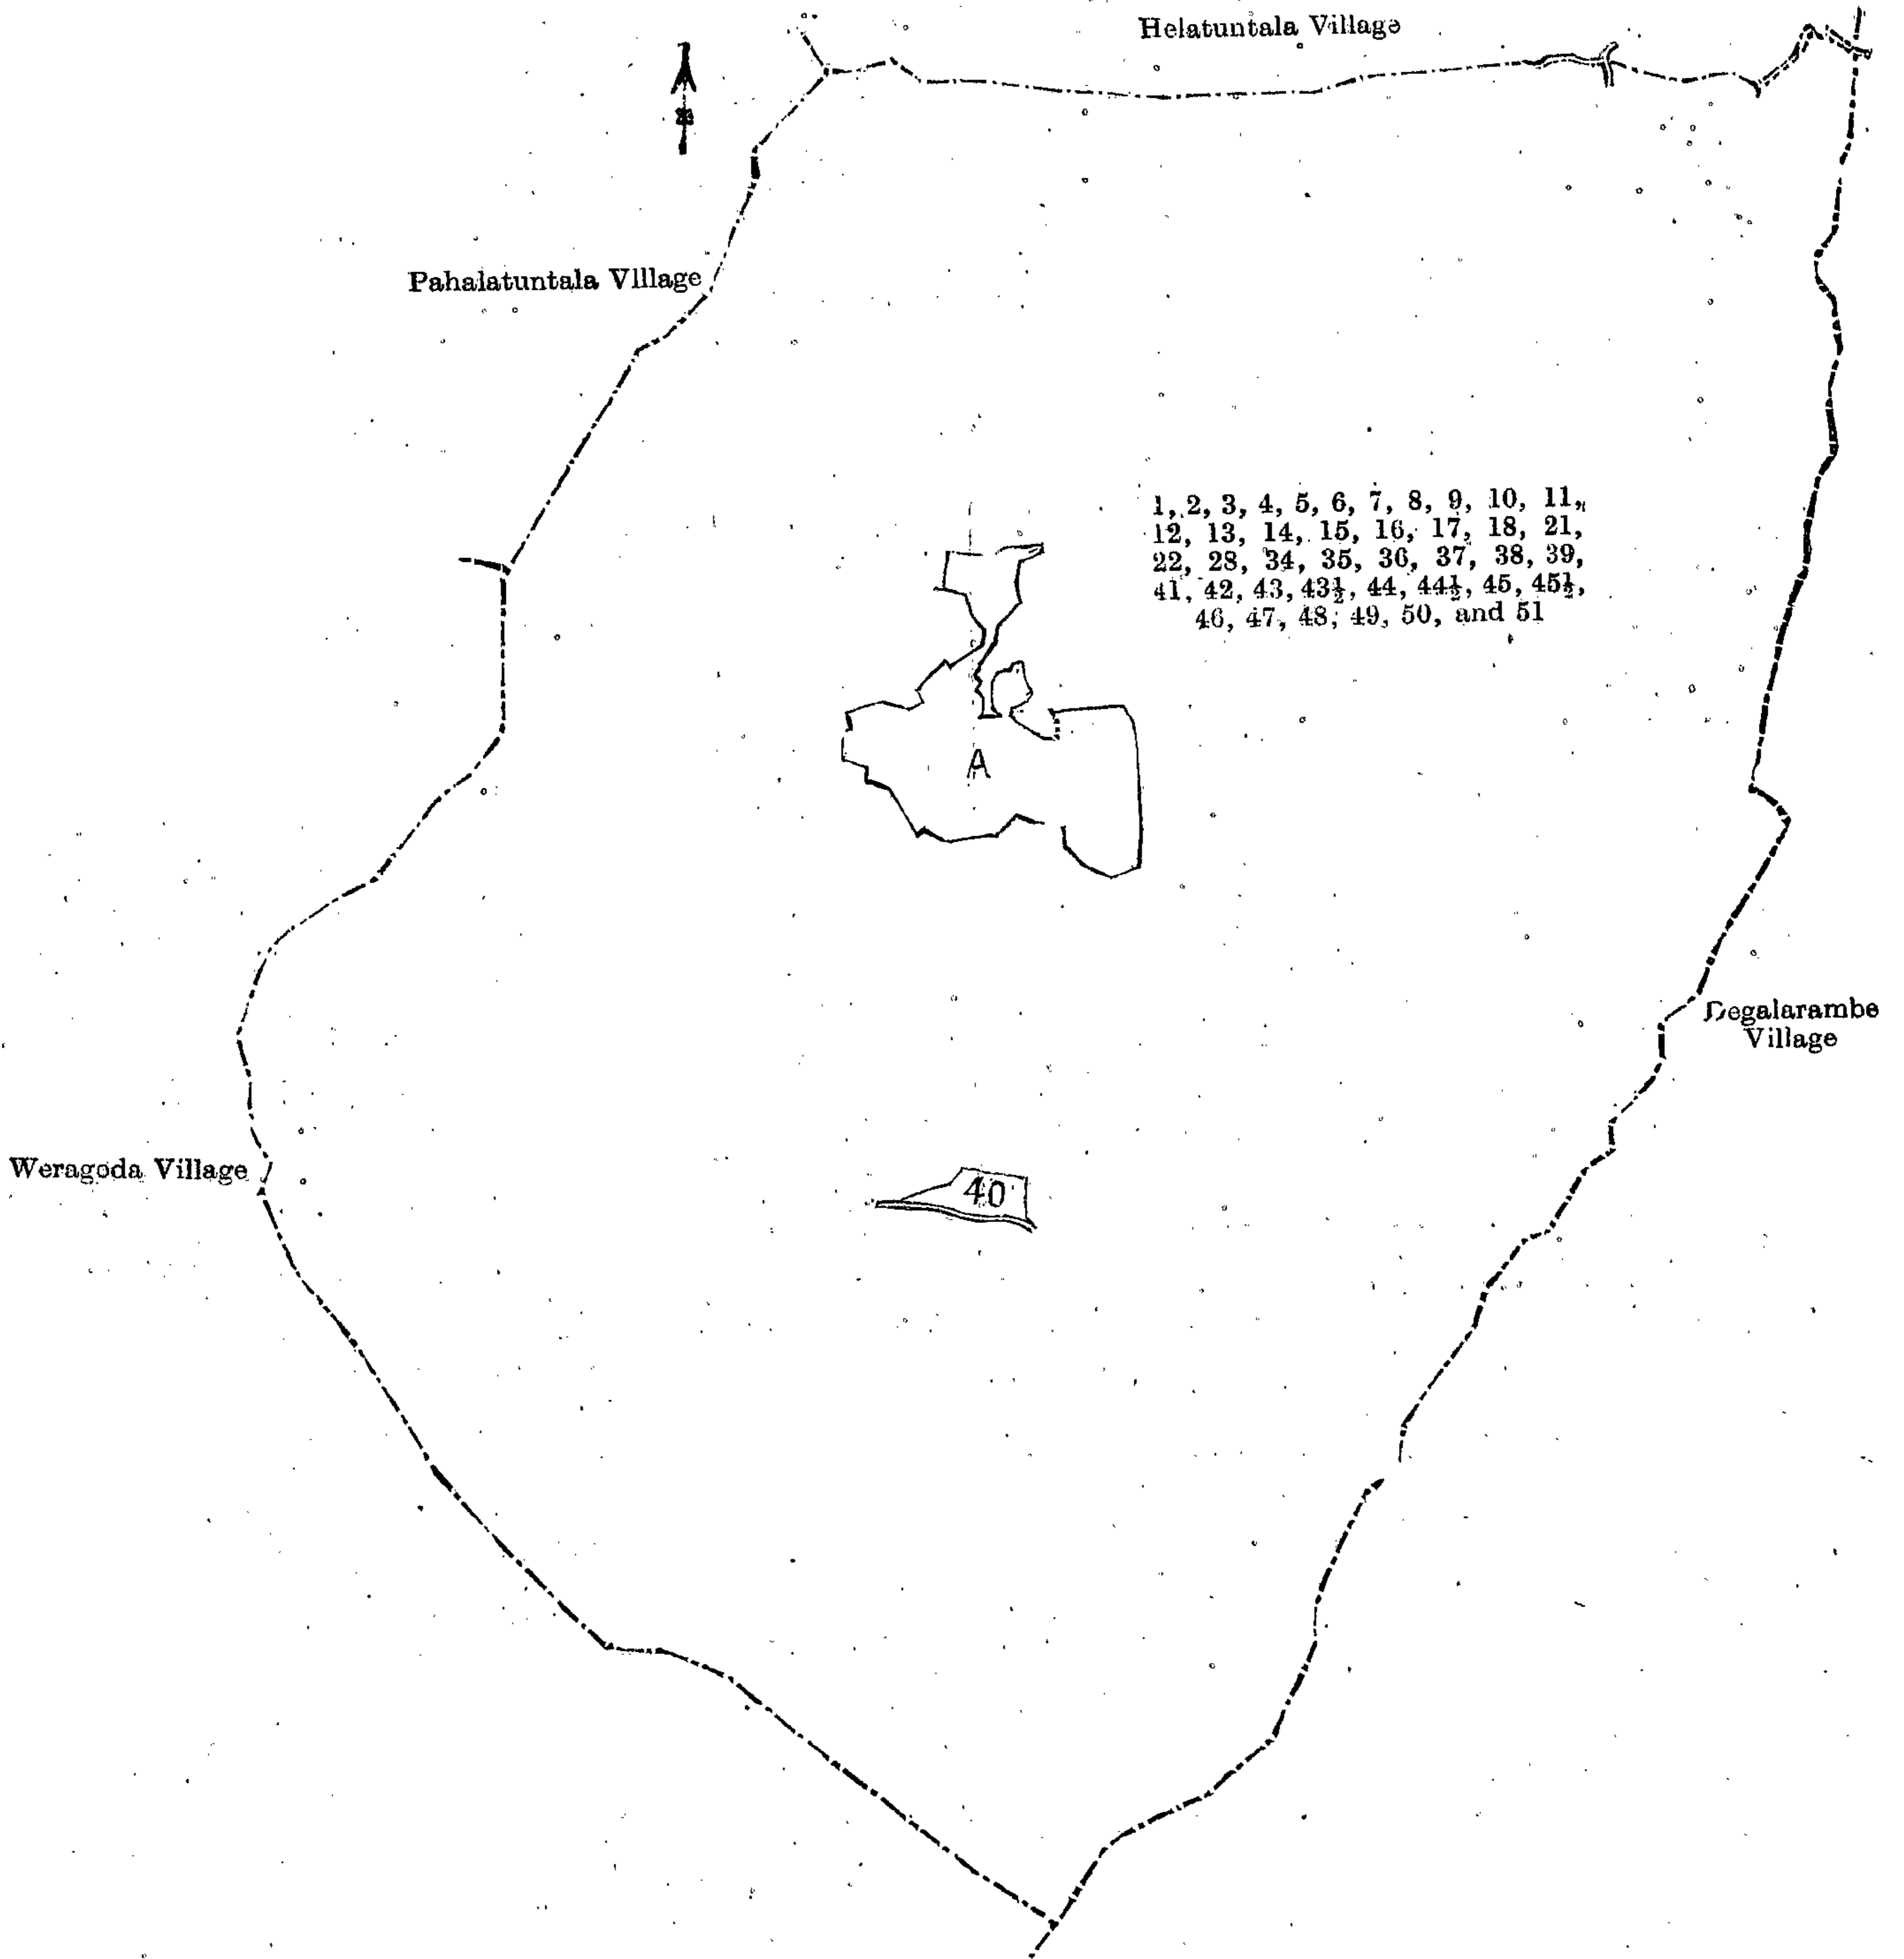 Helatuntala Village
Pahalatuntala Village
1, 2, 3, 4, 5, 6, 7, 8, 9, 10, 11,
12, 13, 14, 15, 16, 17, 18, 21,
22, 28, 34, 35, 36, 37, 38, 39,
41, 42, 43, 43½, 44, 44½, 45, 45½,
46, 47, 48, 49, 50, and 51
A
Degalarambe
Village
Weragoda Village
40